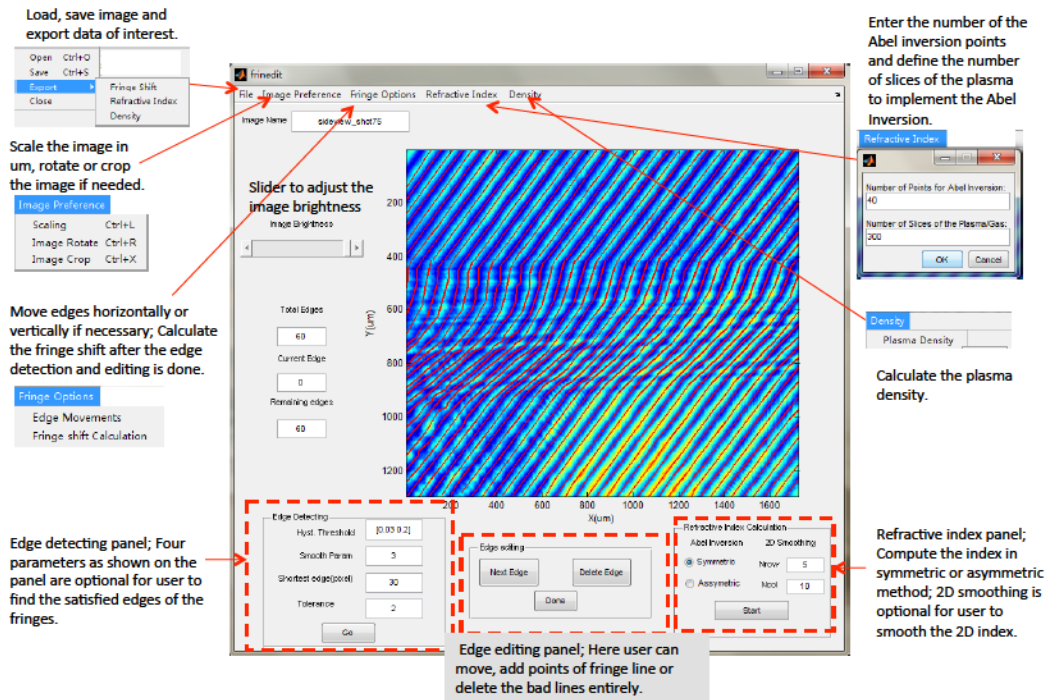 Load, save image and
export data of interest.
Open Ctrl+O
Save Ctrl+S
Export
Close
Fringe Shift
Refractive Index
Density
Scale the image in
um, rotate or crop
the image if needed.
Image Preference
Scaling Ctrl+L
Image Rotate Ctrl+R
Image Crop Ctrl+X
Move edges horizontally or
vertically if necessary; Calculate
the fringe shift after the edge
detection and editing is done.
Fringe Options
Edge Movements
Fringe shift Calculation
Edge detecting panel; Four
parameters as shown on the
panel are optional for user to
find the satisfied edges of the
fringes.
frinedit
File Image Preference Fringe Options Refractive Index Density
Image Name sideview_shot75
Slider to adjust the
image brightness
Image Brightness
Total Edges
60
Current Edge
0
Remaining edges
60
Y(um)
200
400
600
800
1000
1200
200 400 600 800 1000 1200 1400 1600
X(um)
Edge Detecting
Hyst. Threshold [0.03 0.2]
Smooth Param 3
Shortest edge(pixel) 30
Tolerance 2
Go
Edge editing
Next Edge Delete Edge
Done
Refractive Index Calculation
Abel Inversion 2D Smoothing
Symmetric Nrow 5
Assymetric Ncol 10
Start
Edge editing panel; Here user can
move, add points of fringe line or
delete the bad lines entirely.
Enter the number of the
Abel inversion points
and define the number
of slices of the plasma
to implement the Abel
Inversion.
Refractive Index
Number of Points for Abel Inversion:
40
Number of Slices of the Plasma/Gas:
300
OK Cancel
Density
Plasma Density
Calculate the plasma
density.
Refractive index panel;
Compute the index in
symmetric or asymmetric
method; 2D smoothing is
optional for user to
smooth the 2D index.